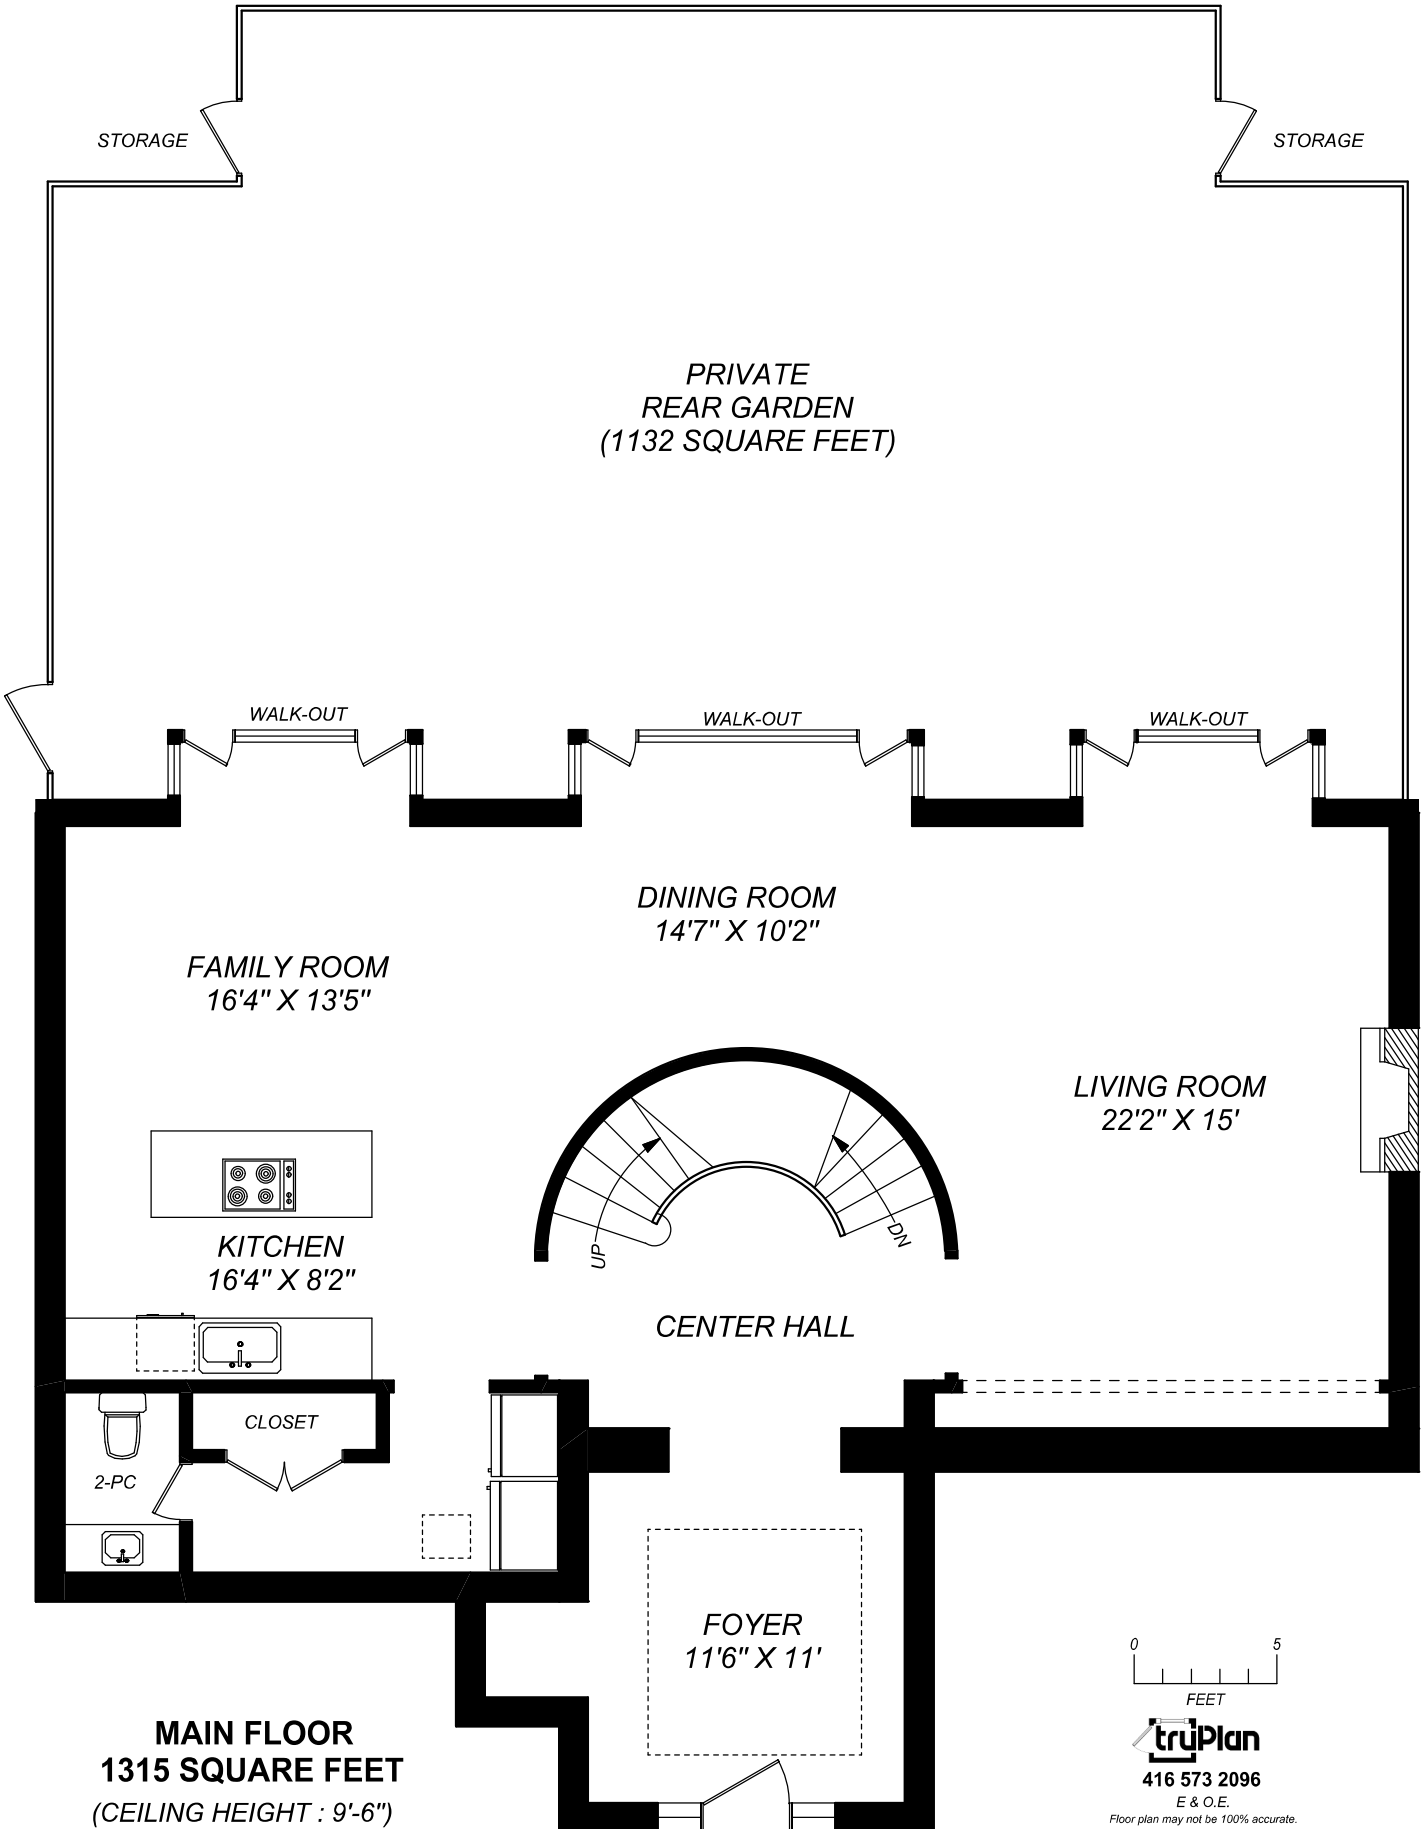 STORAGE
STORAGE
PRIVATE
REAR GARDEN
(1132 SQUARE FEET)
WALK-OUT
WALK-OUT
WALK-OUT
DINING ROOM
14'7" X 10'2"
FAMILY ROOM
16'4" X 13'5"
LIVING ROOM
22'2" X 15'
KITCHEN
16'4" X 8'2"
UP
DN
CENTER HALL
CLOSET
2-PC
FOYER
11'6" X 11'
MAIN FLOOR
1315 SQUARE FEET
(CEILING HEIGHT : 9'-6")
0 5
FEET
truPlan
416 573 2096
E & O.E.
Floor plan may not be 100% accurate.